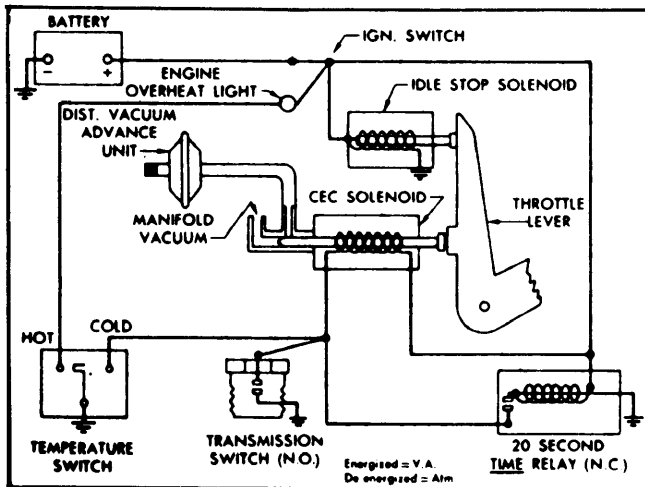 BATTERY
- +
IGN. SWITCH
ENGINE
OVERHEAT LIGHT
IDLE STOP SOLENOID
DIST. VACUUM
ADVANCE
UNIT
CEC SOLENOID
MANIFOLD
VACUUM
THROTTLE
LEVER
HOT
COLD
TEMPERATURE
SWITCH
TRANSMISSION
SWITCH (N.O.)
20 SECOND
TIME RELAY (N.C.)
Energized = V.A.
De energized = Atm